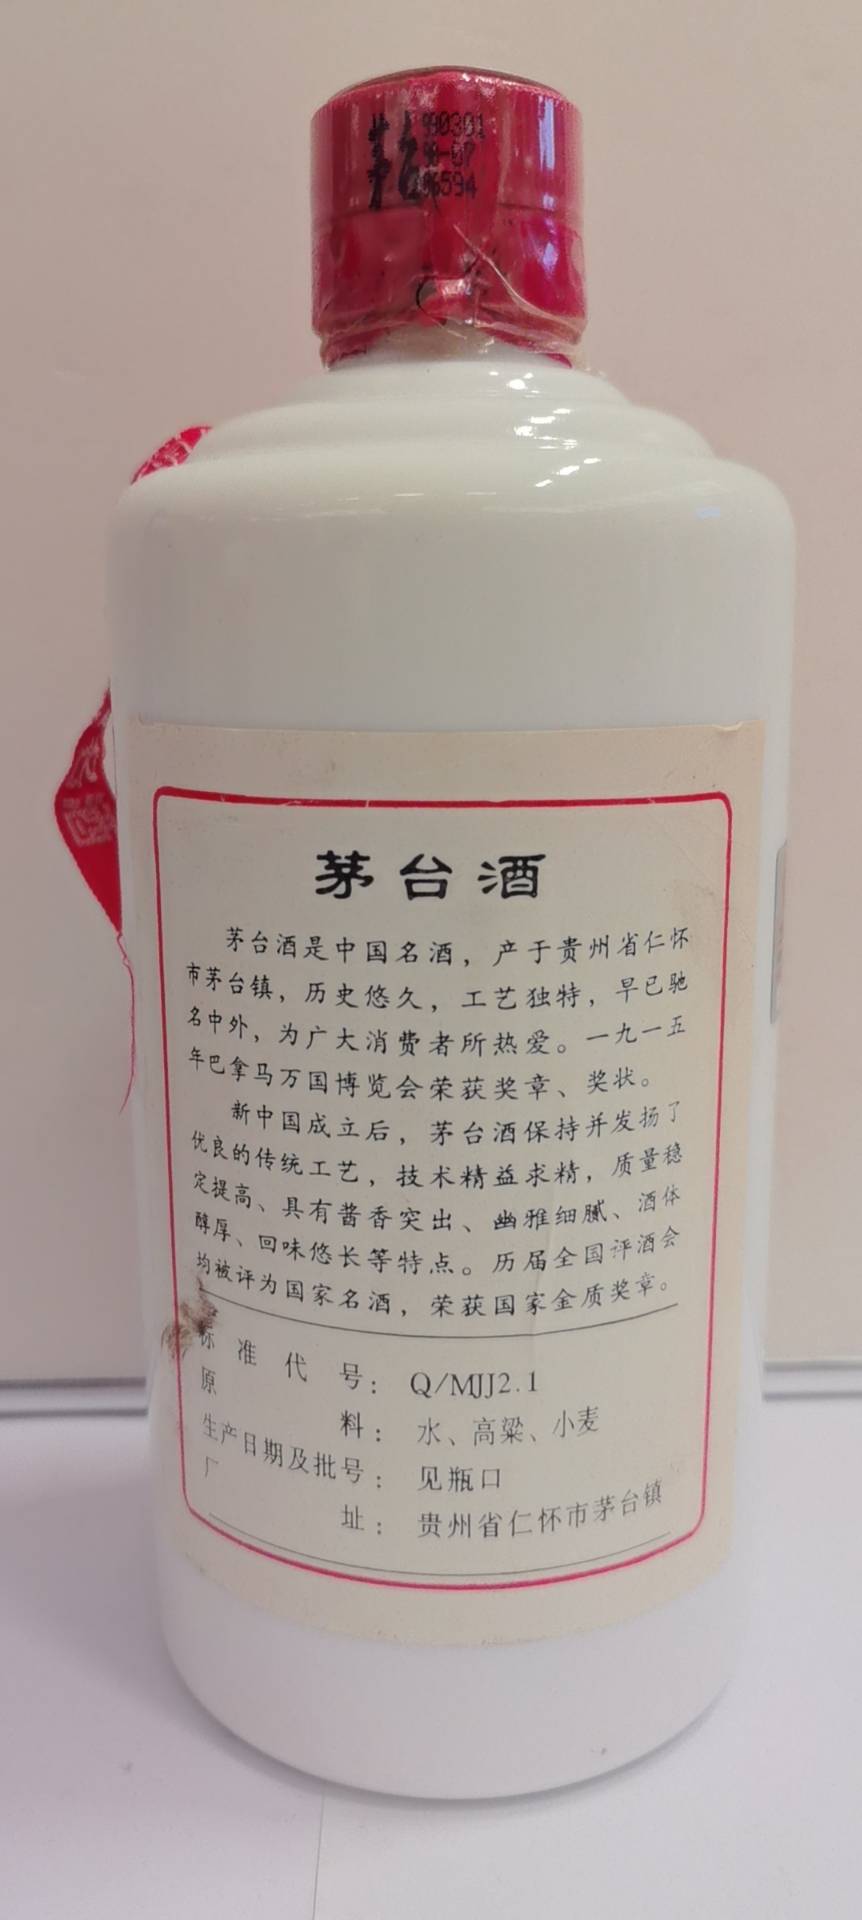 茅台
990301
98-07
06594
茅台酒
茅台酒是中国名酒，产于贵州省仁怀
市茅台镇，历史悠久，工艺独特，早已驰
名中外，为广大消费者所热爱。一九一五
年巴拿马万国博览会荣获奖章、奖状。
新中国成立后，茅台酒保持并发扬了
优良的传统工艺，技术精益求精，质量稳
定提高、具有酱香突出、幽雅细腻、酒体
醇厚、回味悠长等特点。历届全国评酒会
均被评为国家名酒，荣获国家金质奖章。
标准代号：Q/MJJ2.1
原料：水、高粱、小麦
生产日期及批号：见瓶口
厂址：贵州省仁怀市茅台镇